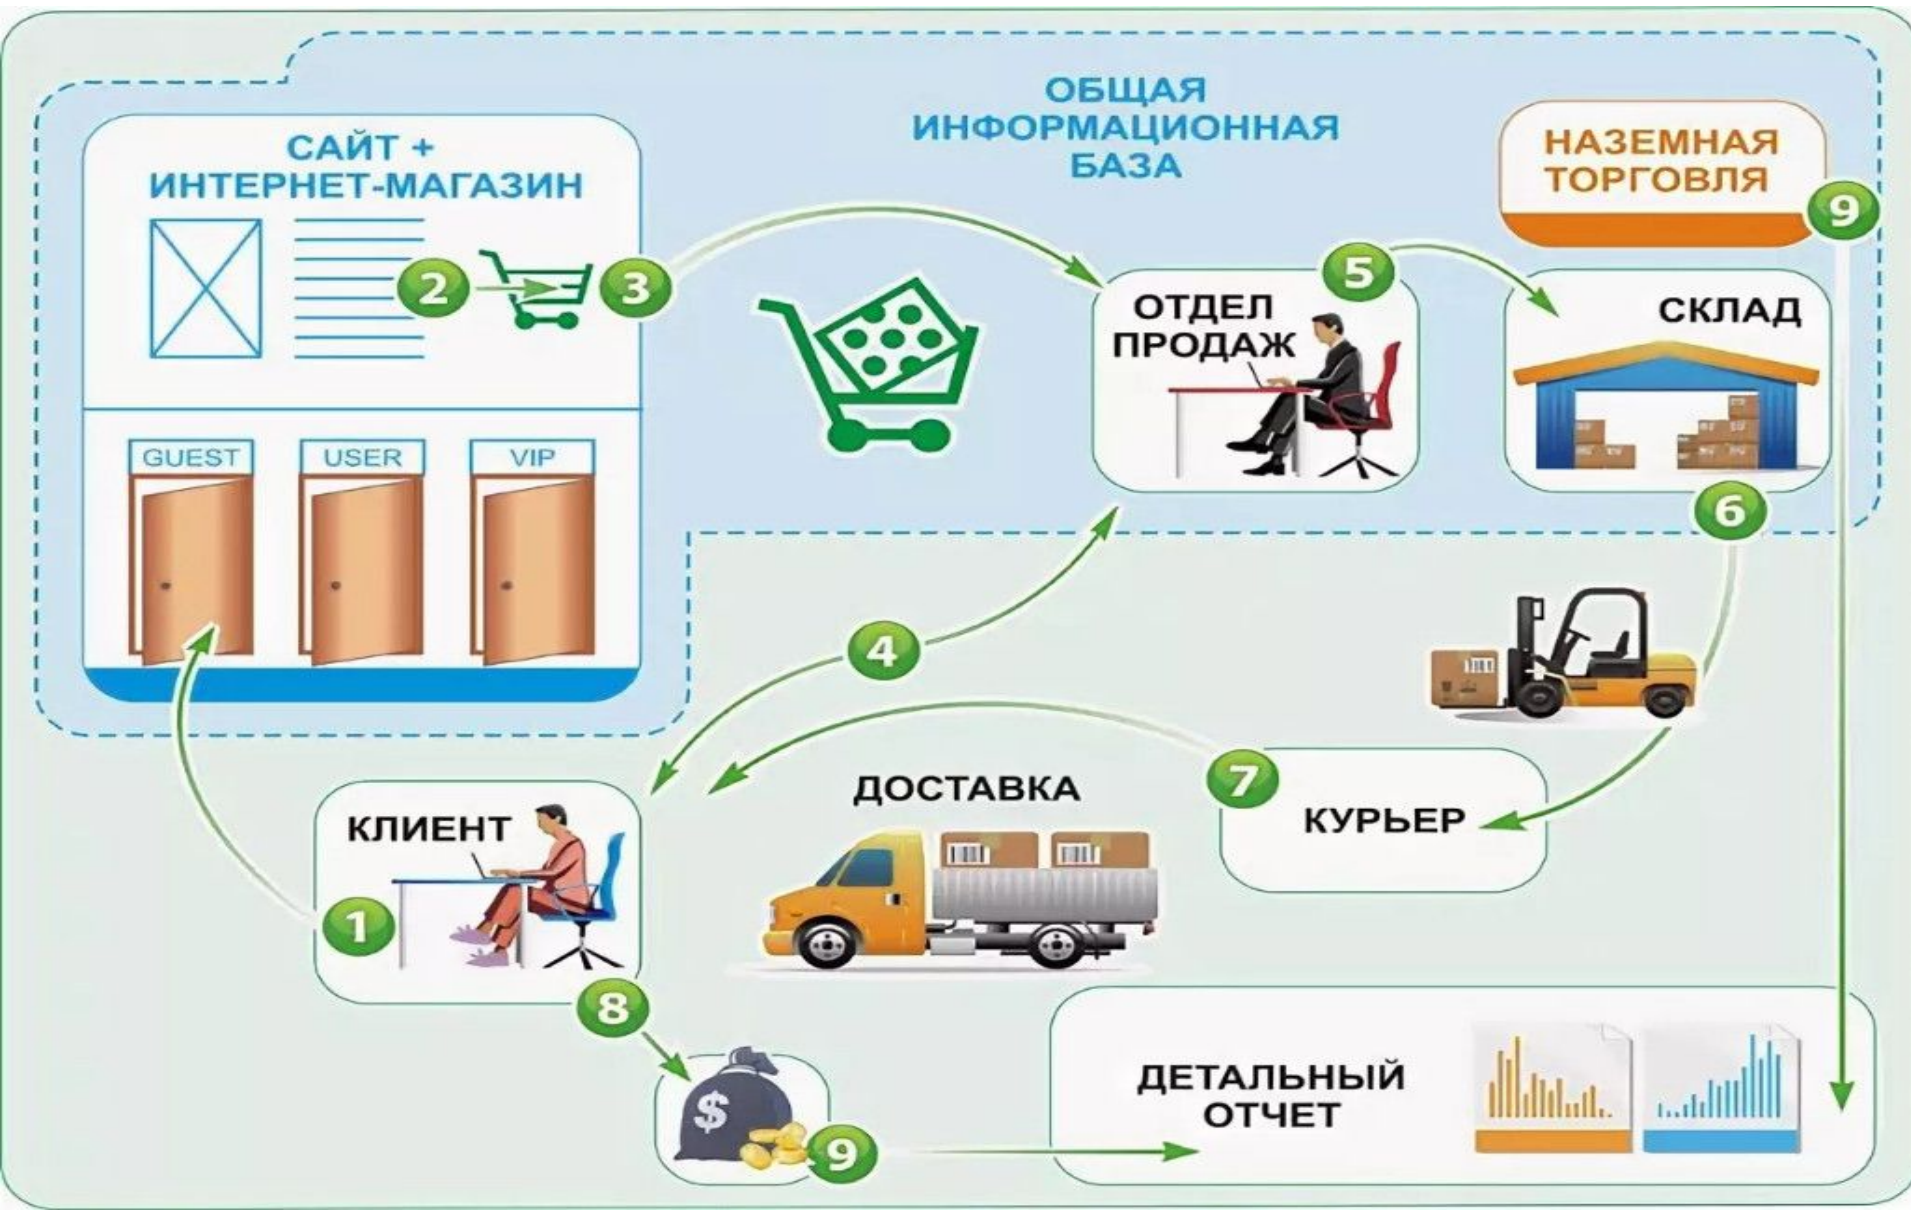 ОБЩАЯ
ИНФОРМАЦИОННАЯ
БАЗА
САЙТ +
ИНТЕРНЕТ-МАГАЗИН
НАЗЕМНАЯ
ТОРГОВЛЯ
9
2
3
5
ОТДЕЛ
ПРОДАЖ
СКЛАД
GUEST
USER
VIP
6
4
7
ДОСТАВКА
КУРЬЕР
КЛИЕНТ
1
8
$
9
ДЕТАЛЬНЫЙ
ОТЧЕТ